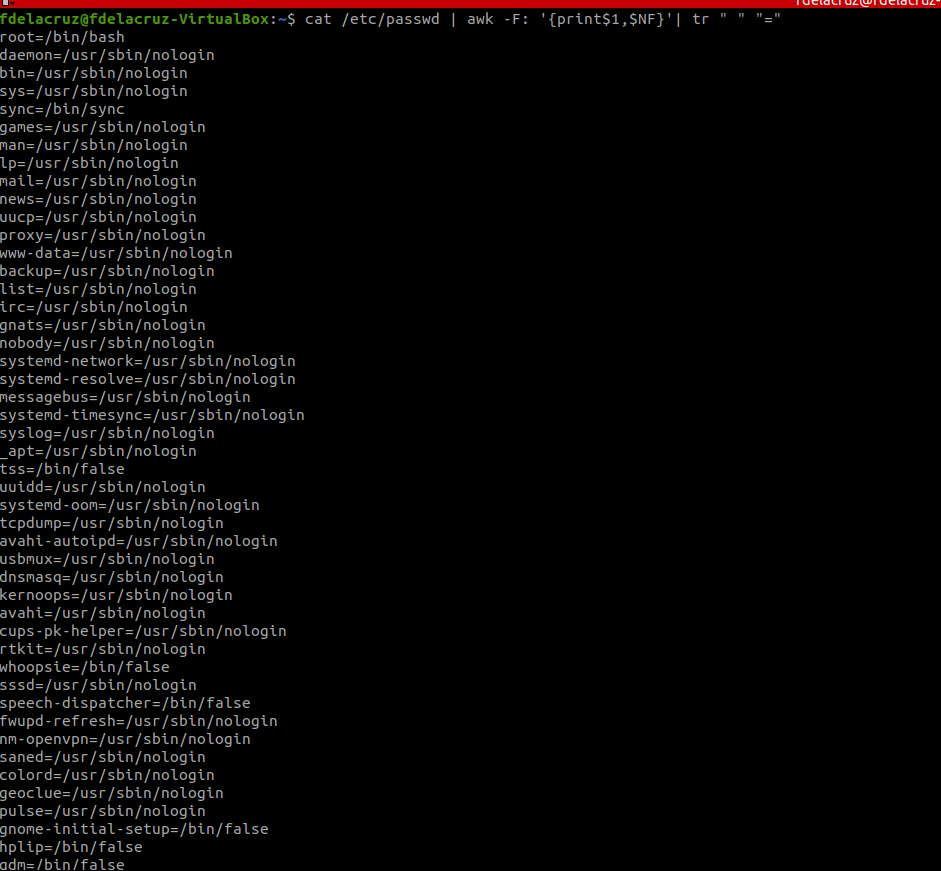 fdelacruz@fdelacruz-
fdelacruz@fdelacruz-VirtualBox:~$ cat /etc/passwd | awk -F: '{print$1,$NF}'| tr " " "="
root=/bin/bash
daemon=/usr/sbin/nologin
bin=/usr/sbin/nologin
sys=/usr/sbin/nologin
sync=/bin/sync
games=/usr/sbin/nologin
man=/usr/sbin/nologin
lp=/usr/sbin/nologin
mail=/usr/sbin/nologin
news=/usr/sbin/nologin
uucp=/usr/sbin/nologin
proxy=/usr/sbin/nologin
www-data=/usr/sbin/nologin
backup=/usr/sbin/nologin
list=/usr/sbin/nologin
irc=/usr/sbin/nologin
gnats=/usr/sbin/nologin
nobody=/usr/sbin/nologin
systemd-network=/usr/sbin/nologin
systemd-resolve=/usr/sbin/nologin
messagebus=/usr/sbin/nologin
systemd-timesync=/usr/sbin/nologin
syslog=/usr/sbin/nologin
_apt=/usr/sbin/nologin
tss=/bin/false
uuidd=/usr/sbin/nologin
systemd-oom=/usr/sbin/nologin
tcpdump=/usr/sbin/nologin
avahi-autoipd=/usr/sbin/nologin
usbmux=/usr/sbin/nologin
dnsmasq=/usr/sbin/nologin
kernoops=/usr/sbin/nologin
avahi=/usr/sbin/nologin
cups-pk-helper=/usr/sbin/nologin
rtkit=/usr/sbin/nologin
whoopsie=/bin/false
sssd=/usr/sbin/nologin
speech-dispatcher=/bin/false
fwupd-refresh=/usr/sbin/nologin
nm-openvpn=/usr/sbin/nologin
saned=/usr/sbin/nologin
colord=/usr/sbin/nologin
geoclue=/usr/sbin/nologin
pulse=/usr/sbin/nologin
gnome-initial-setup=/bin/false
hplip=/bin/false
gdm=/bin/false